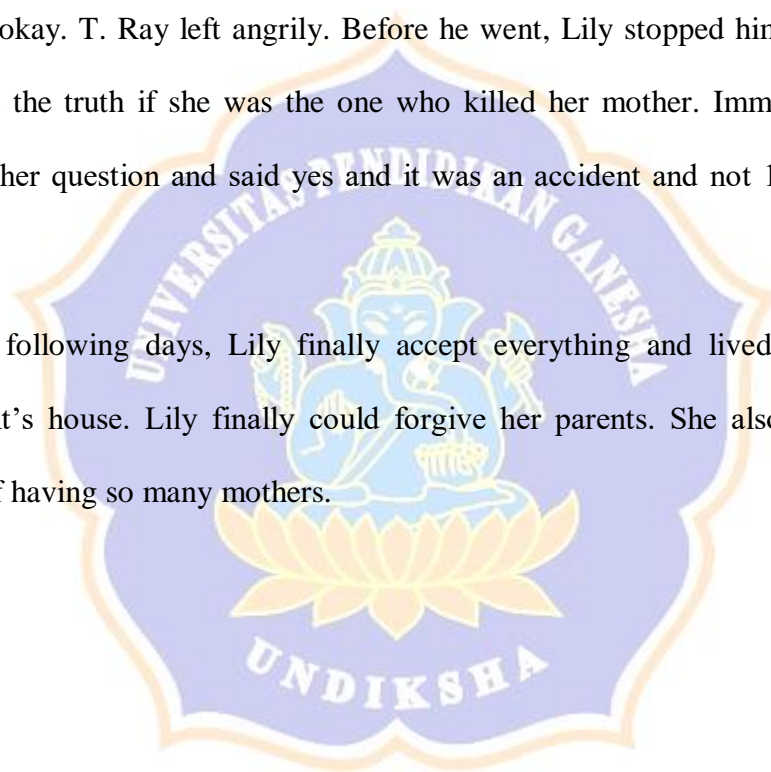 okay. T. Ray left angrily. Before he went, Lily stopped him
the truth if she was the one who killed her mother. Imm
her question and said yes and it was an accident and not
following days, Lily finally accept everything and lived
t's house. Lily finally could forgive her parents. She also
f having so many mothers.
UNIVERSITAS PENDIDIKAN GANESHA
UNDIKSHA